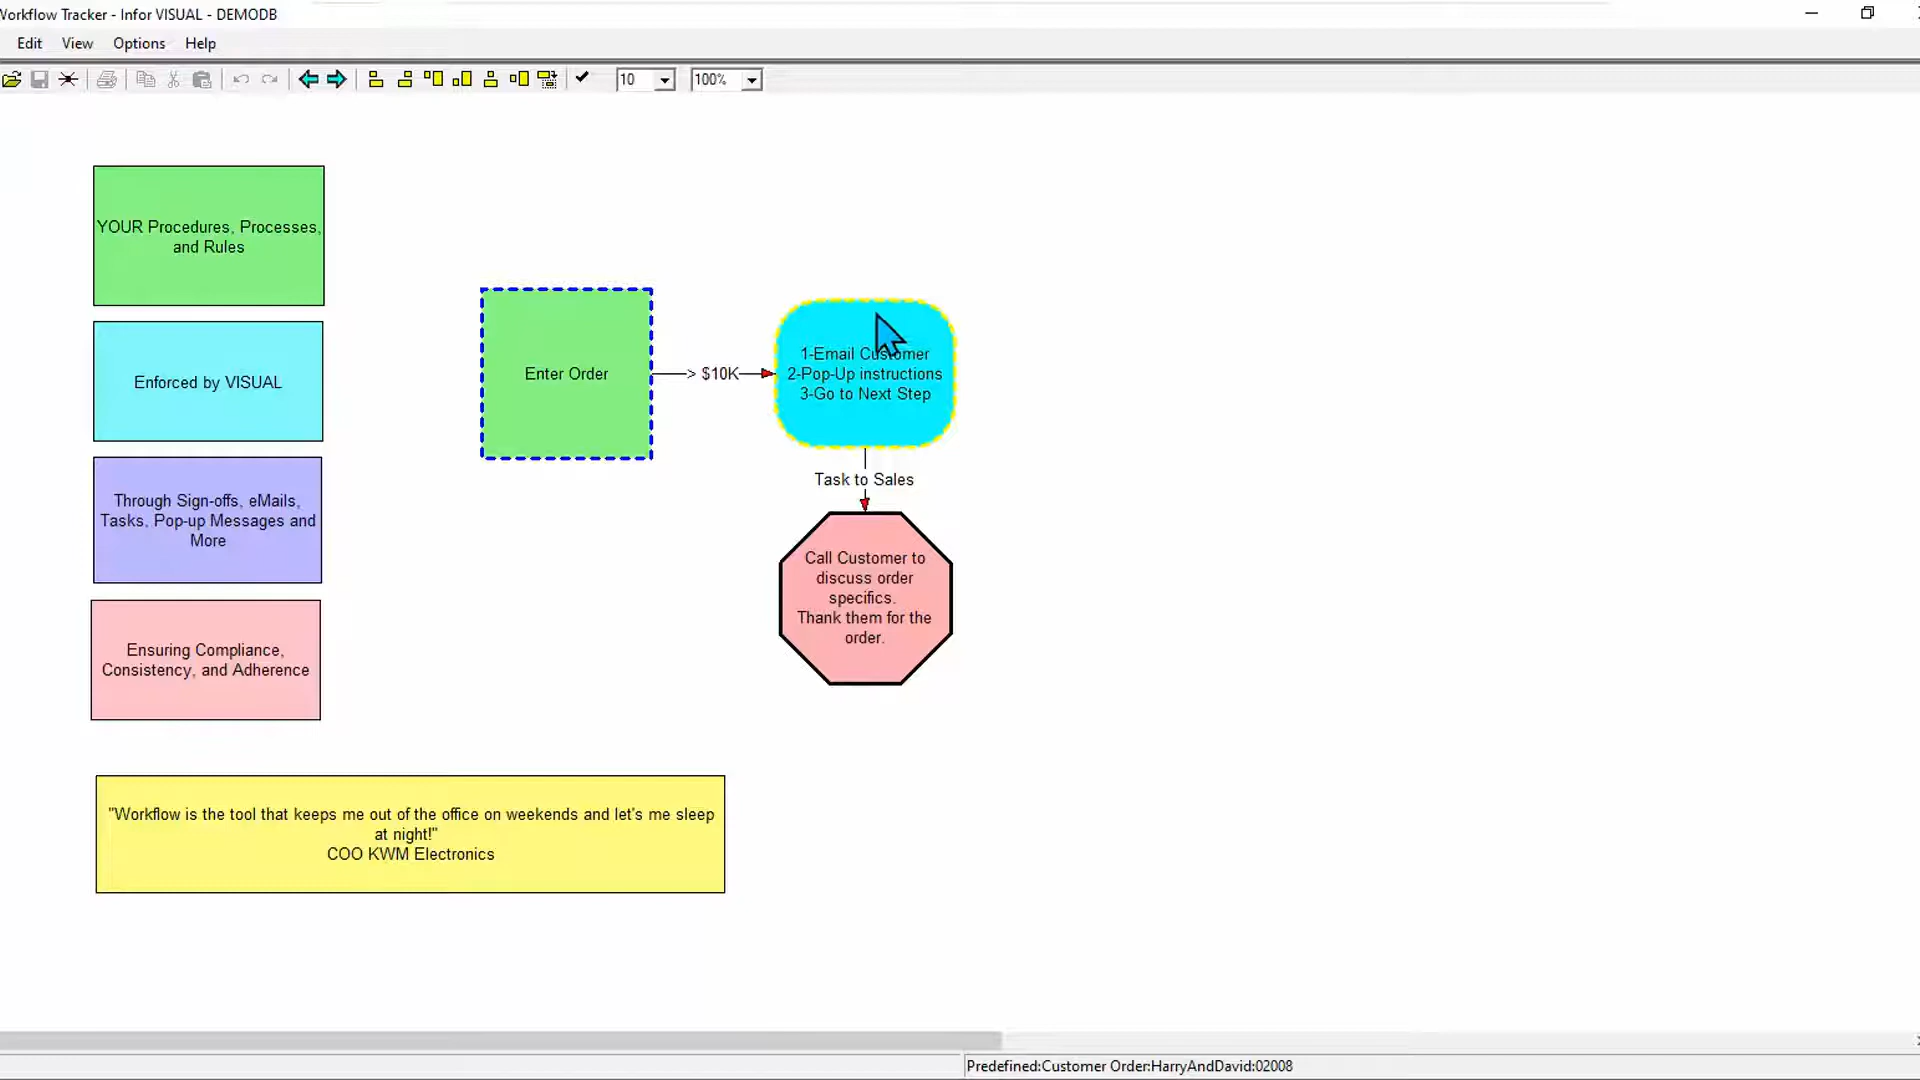 Workflow Tracker - Infor VISUAL - DEMODB
Edit View Options Help
10 100%
YOUR Procedures, Processes,
and Rules
Enforced by VISUAL
Through Sign-offs, eMails,
Tasks, Pop-up Messages and
More
Ensuring Compliance,
Consistency, and Adherence
Enter Order
> $10K
1-Email Customer
2-Pop-Up instructions
3-Go to Next Step
Task to Sales
Call Customer to
discuss order
specifics.
Thank them for the
order.
"Workflow is the tool that keeps me out of the office on weekends and let's me sleep
at night!"
COO KWM Electronics
Predefined:Customer Order:HarryAndDavid:02008